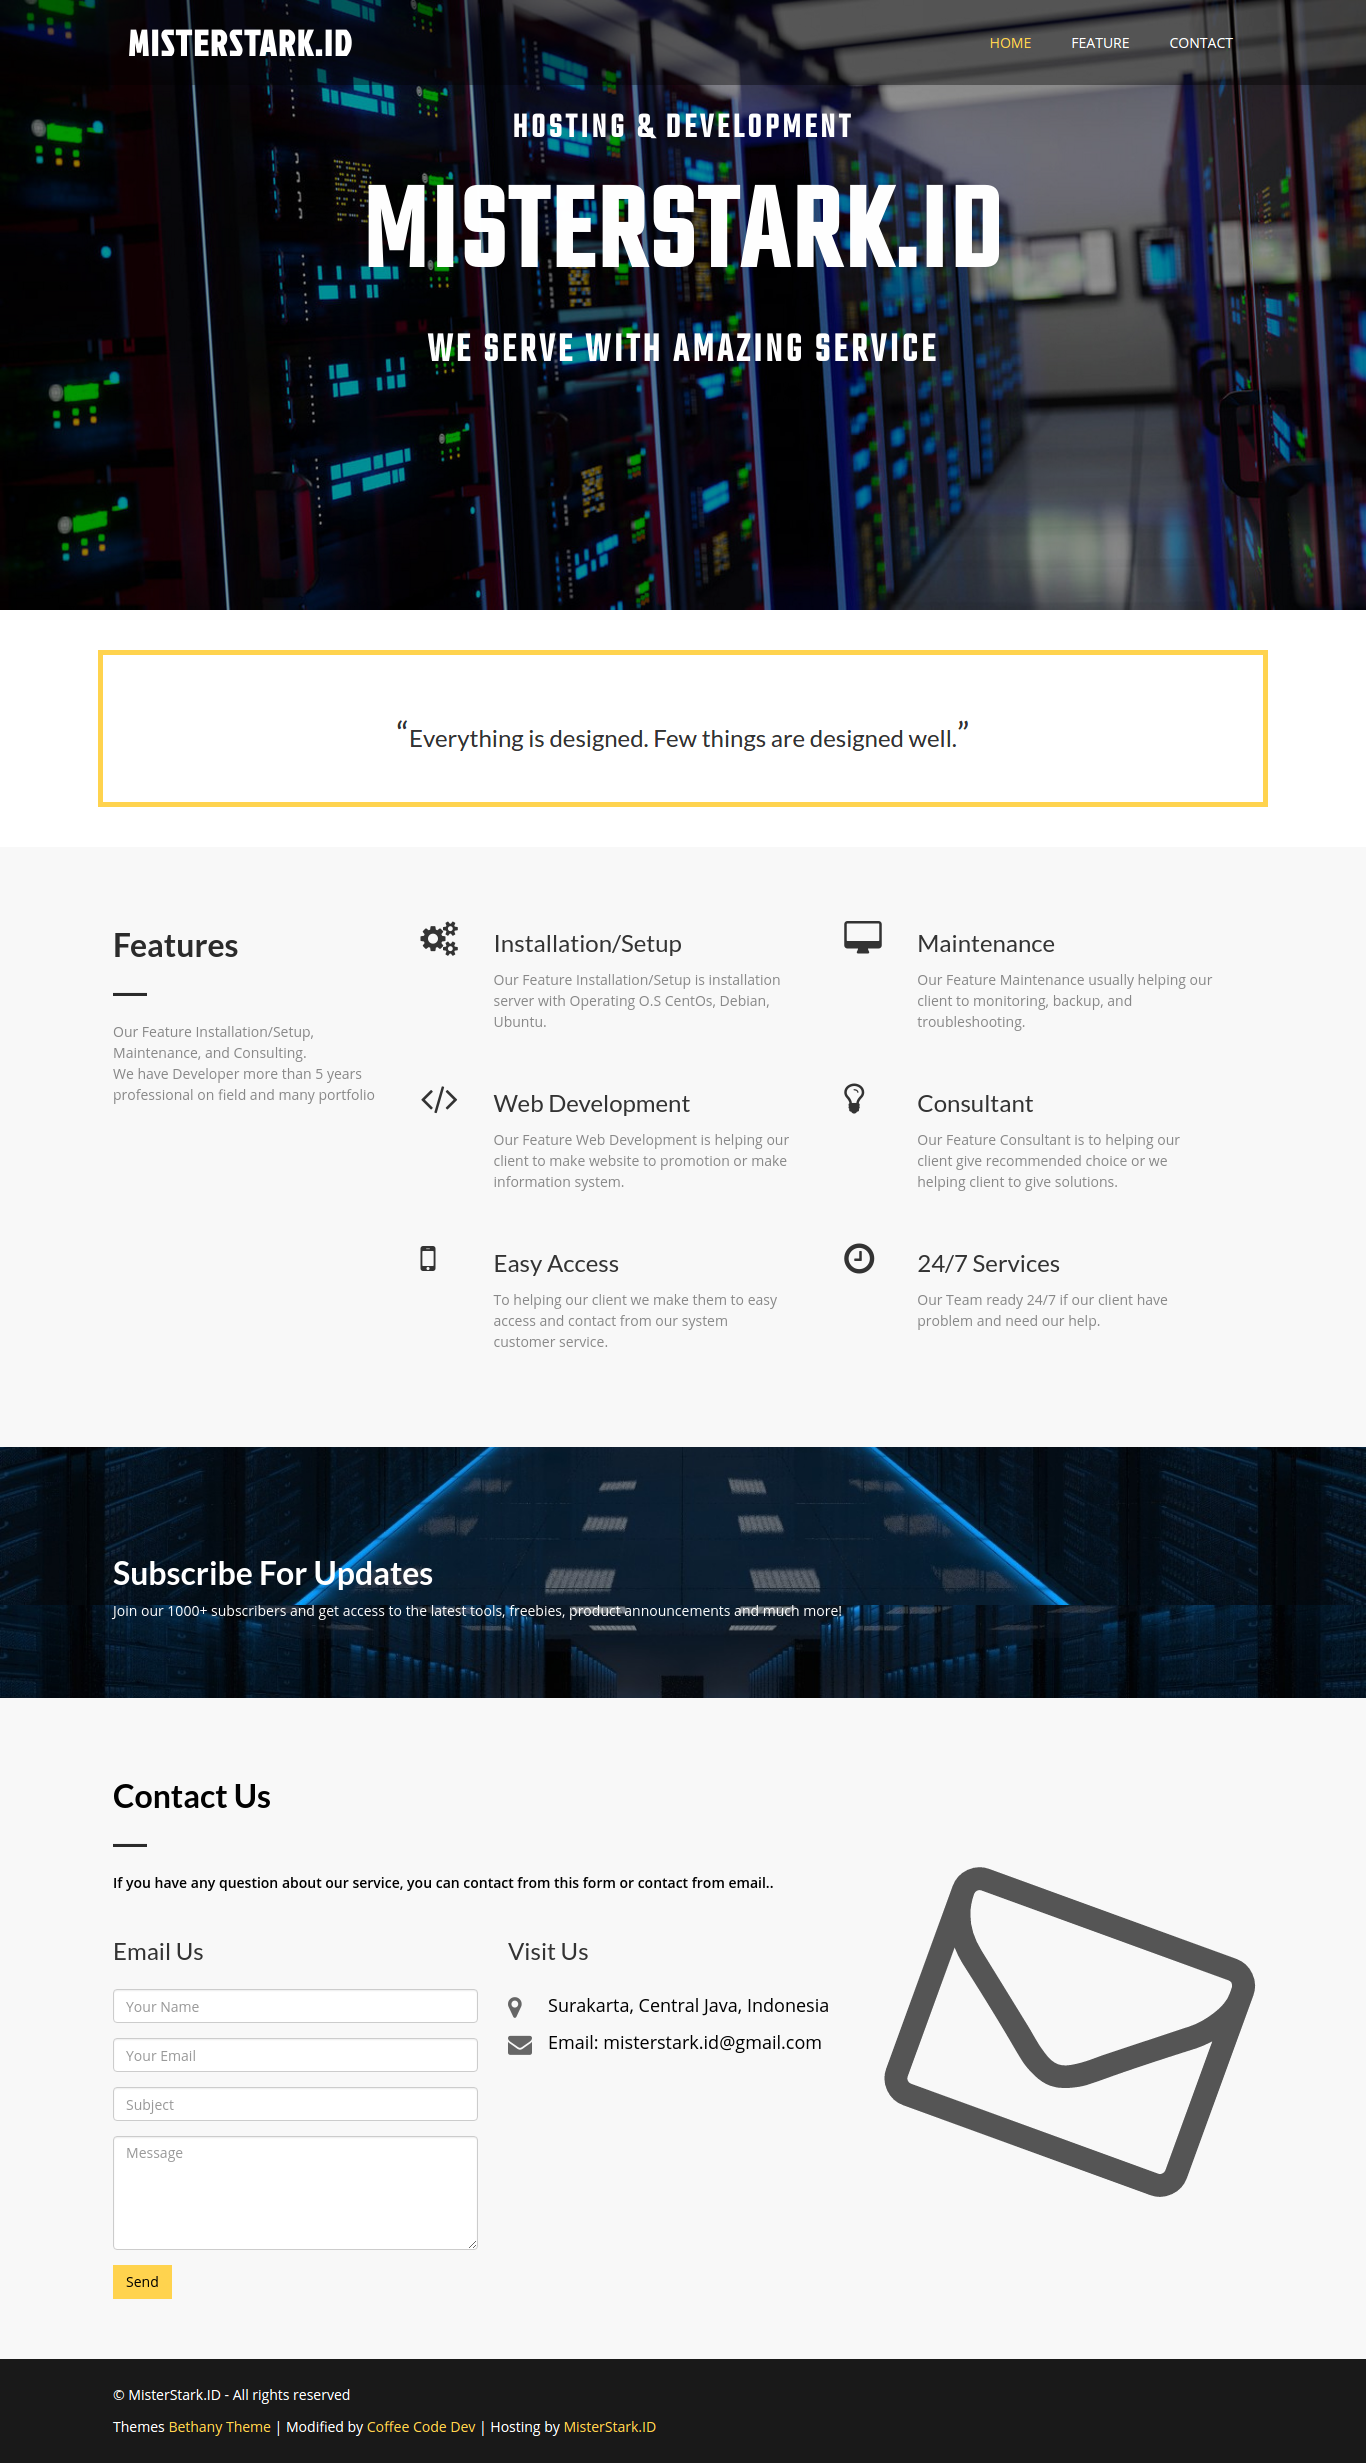 MISTERSTARK.ID
HOME
FEATURE
CONTACT
HOSTING & DEVELOPMENT
MISTERSTARK.ID
WE SERVE WITH AMAZING SERVICE
“Everything is designed. Few things are designed well.”
Features
Our Feature Installation/Setup,
Maintenance, and Consulting.
We have Developer more than 5 years
professional on field and many portfolio
Installation/Setup
Our Feature Installation/Setup is installation
server with Operating O.S CentOs, Debian,
Ubuntu.
Maintenance
Our Feature Maintenance usually helping our
client to monitoring, backup, and
troubleshooting.
Web Development
Our Feature Web Development is helping our
client to make website to promotion or make
information system.
Consultant
Our Feature Consultant is to helping our
client give recommended choice or we
helping client to give solutions.
Easy Access
To helping our client we make them to easy
access and contact from our system
customer service.
24/7 Services
Our Team ready 24/7 if our client have
problem and need our help.
Subscribe For Updates
Join our 1000+ subscribers and get access to the latest tools, freebies, product announcements and much more!
Contact Us
If you have any question about our service, you can contact from this form or contact from email..
Email Us
Your Name
Your Email
Subject
Message
Send
Visit Us
Surakarta, Central Java, Indonesia
Email: misterstark.id@gmail.com
© MisterStark.ID - All rights reserved
Themes Bethany Theme | Modified by Coffee Code Dev | Hosting by MisterStark.ID